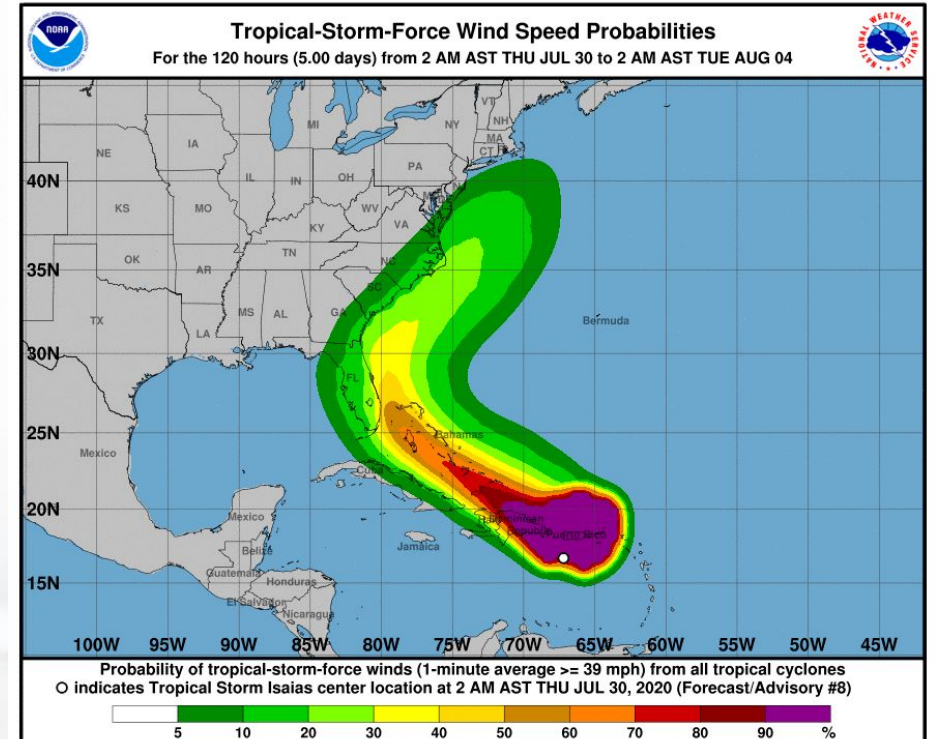 Tropical-Storm-Force Wind Speed Probabilities
For the 120 hours (5.00 days) from 2 AM AST THU JUL 30 to 2 AM AST TUE AUG 04
NOAA
NATIONAL WEATHER SERVICE
VT
NH
MI
NY
MA
CT
NE
IA
PA
40N
IL
IN
OH
KS
MO
WV
VA
KY
OK
TN
NC
35N
AR
SC
MS
AL
GA
TX
LA
Bermuda
30N
FL
25N
Bahamas
Mexico
Cuba
20N
Mexico
Dominican
Republic
Puerto Rico
Jamaica
Belize
15N
Guatemala
Honduras
El Salvador
Nicaragua
100W
95W
90W
85W
80W
75W
70W
65W
60W
55W
50W
45W
Probability of tropical-storm-force winds (1-minute average >= 39 mph) from all tropical cyclones
O indicates Tropical Storm Isaias center location at 2 AM AST THU JUL 30, 2020 (Forecast/Advisory #8)
5 10 20 30 40 50 60 70 80 90 %